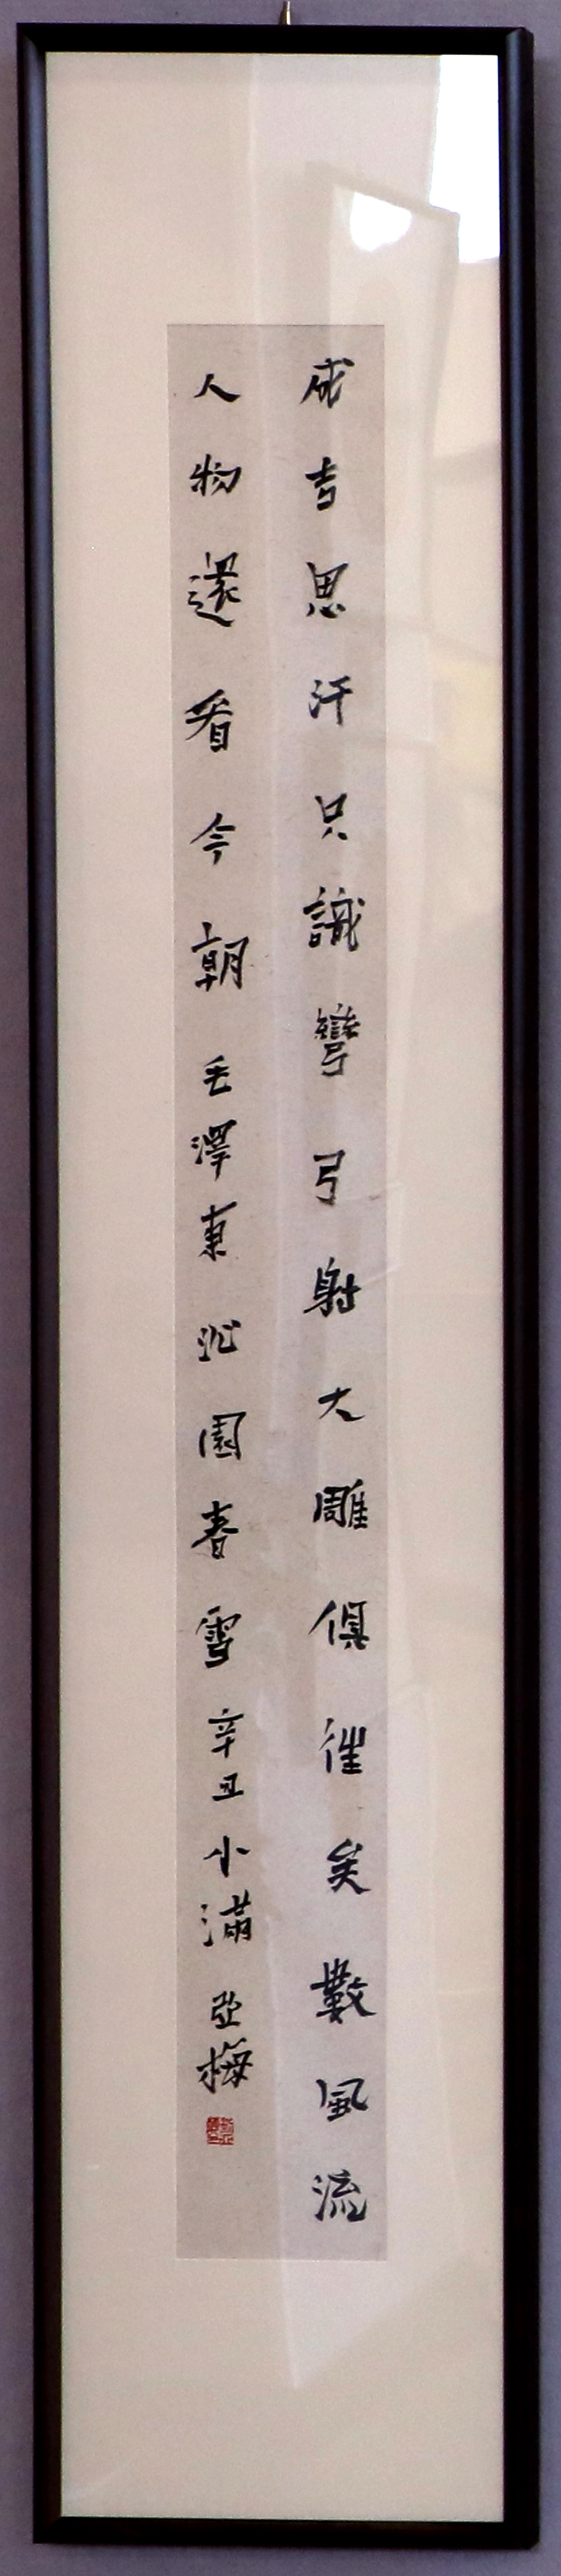 成吉思汗只識彎弓射大雕俱往矣數風流
人物還看今朝毛澤東沁園春雪辛丑小滿亞梅